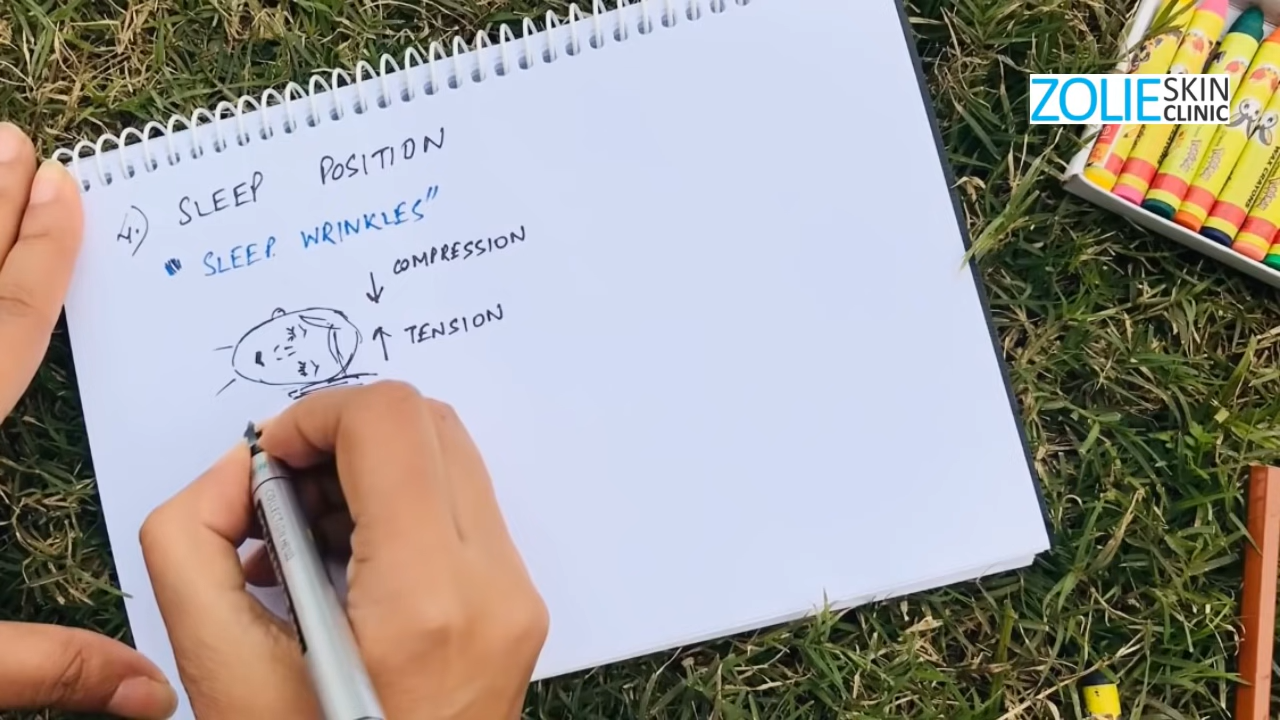 4.) SLEEP POSITION
• SLEEP WRINKLES"
↓ COMPRESSION
↑ TENSION
ZOLIE SKIN CLINIC